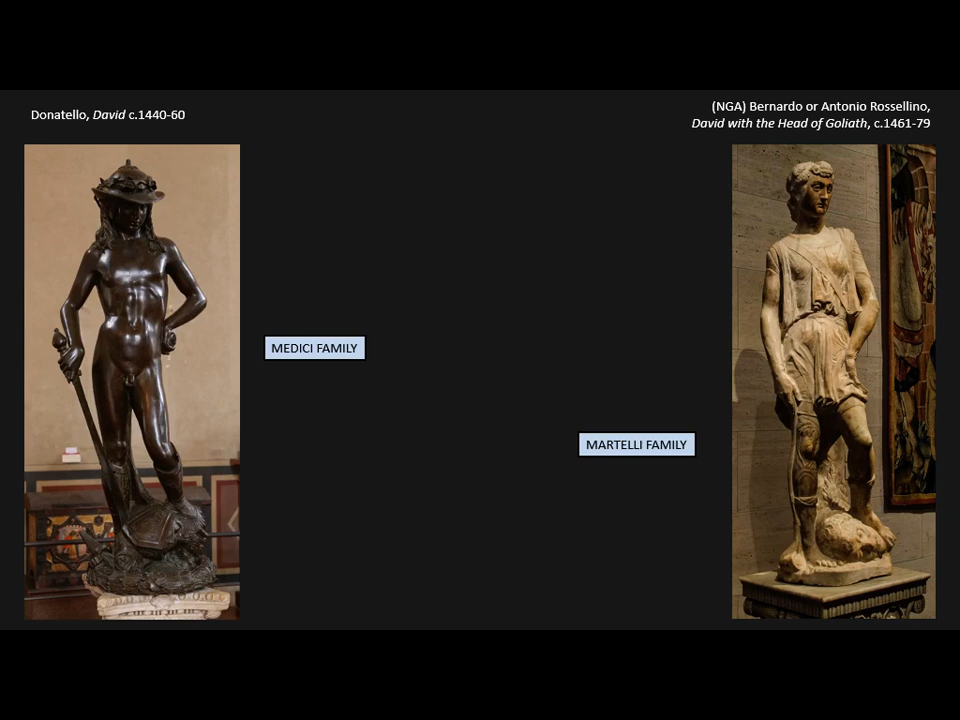 Donatello, David c.1440-60
(NGA) Bernardo or Antonio Rossellino,
David with the Head of Goliath, c.1461-79
MEDICI FAMILY
MARTELLI FAMILY